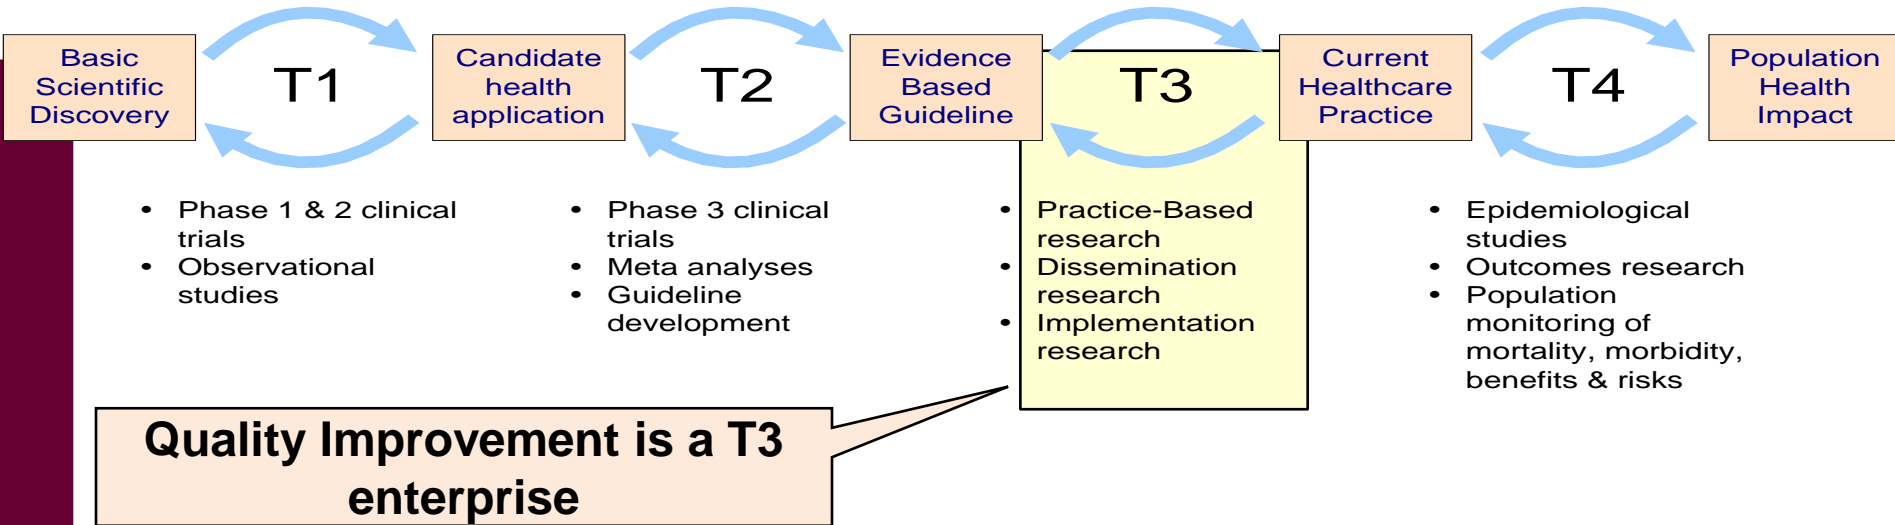 Basic
Scientific
Discovery
T1
Candidate
health
application
T2
Evidence
Based
Guideline
T3
Current
Healthcare
Practice
T4
Population
Health
Impact
• Phase 1 & 2 clinical
trials
• Observational
studies
• Phase 3 clinical
trials
• Meta analyses
• Guideline
development
• Practice-Based
research
• Dissemination
research
• Implementation
research
• Epidemiological
studies
• Outcomes research
• Population
monitoring of
mortality, morbidity,
benefits & risks
Quality Improvement is a T3
enterprise